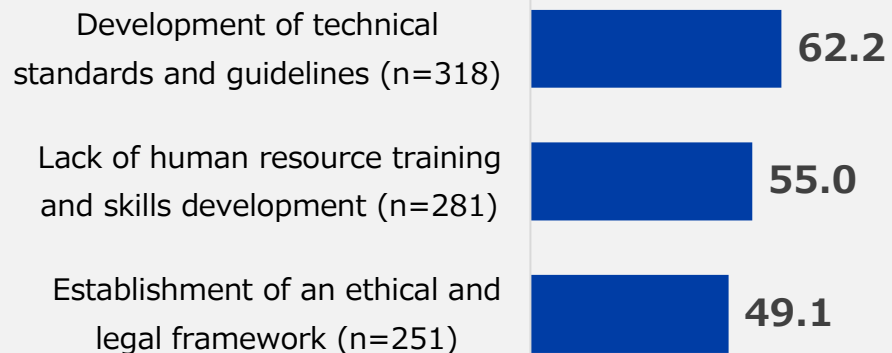 Development of technical
standards and guidelines (n=318)
62.2
Lack of human resource training
and skills development (n=281)
55.0
Establishment of an ethical and
legal framework (n=251)
49.1